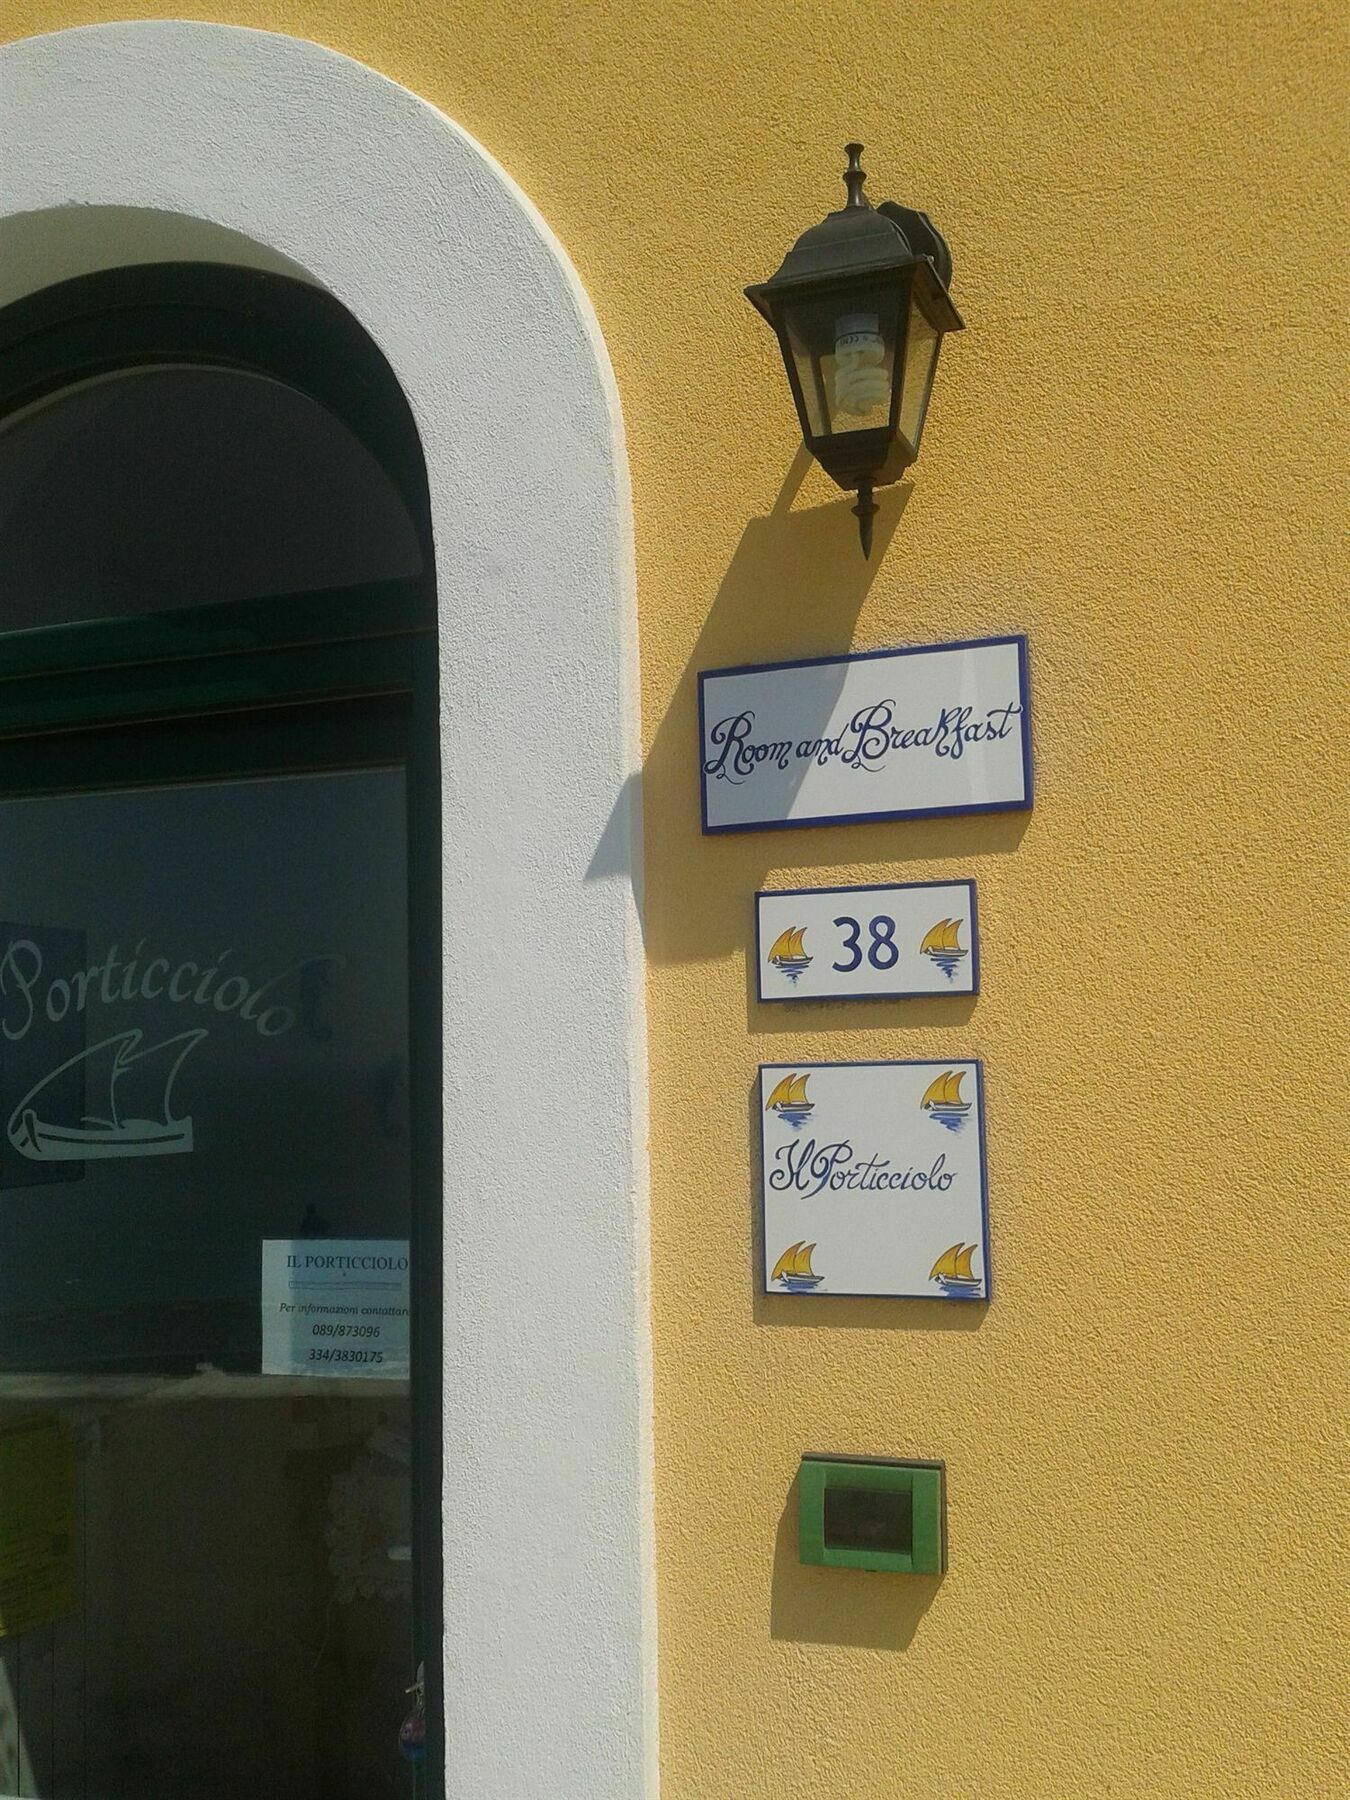 Room and Breakfast
38
Il Porticciolo
Porticciolo
IL PORTICCIOLO
Per informazioni contattare
089/873096
334/3830175